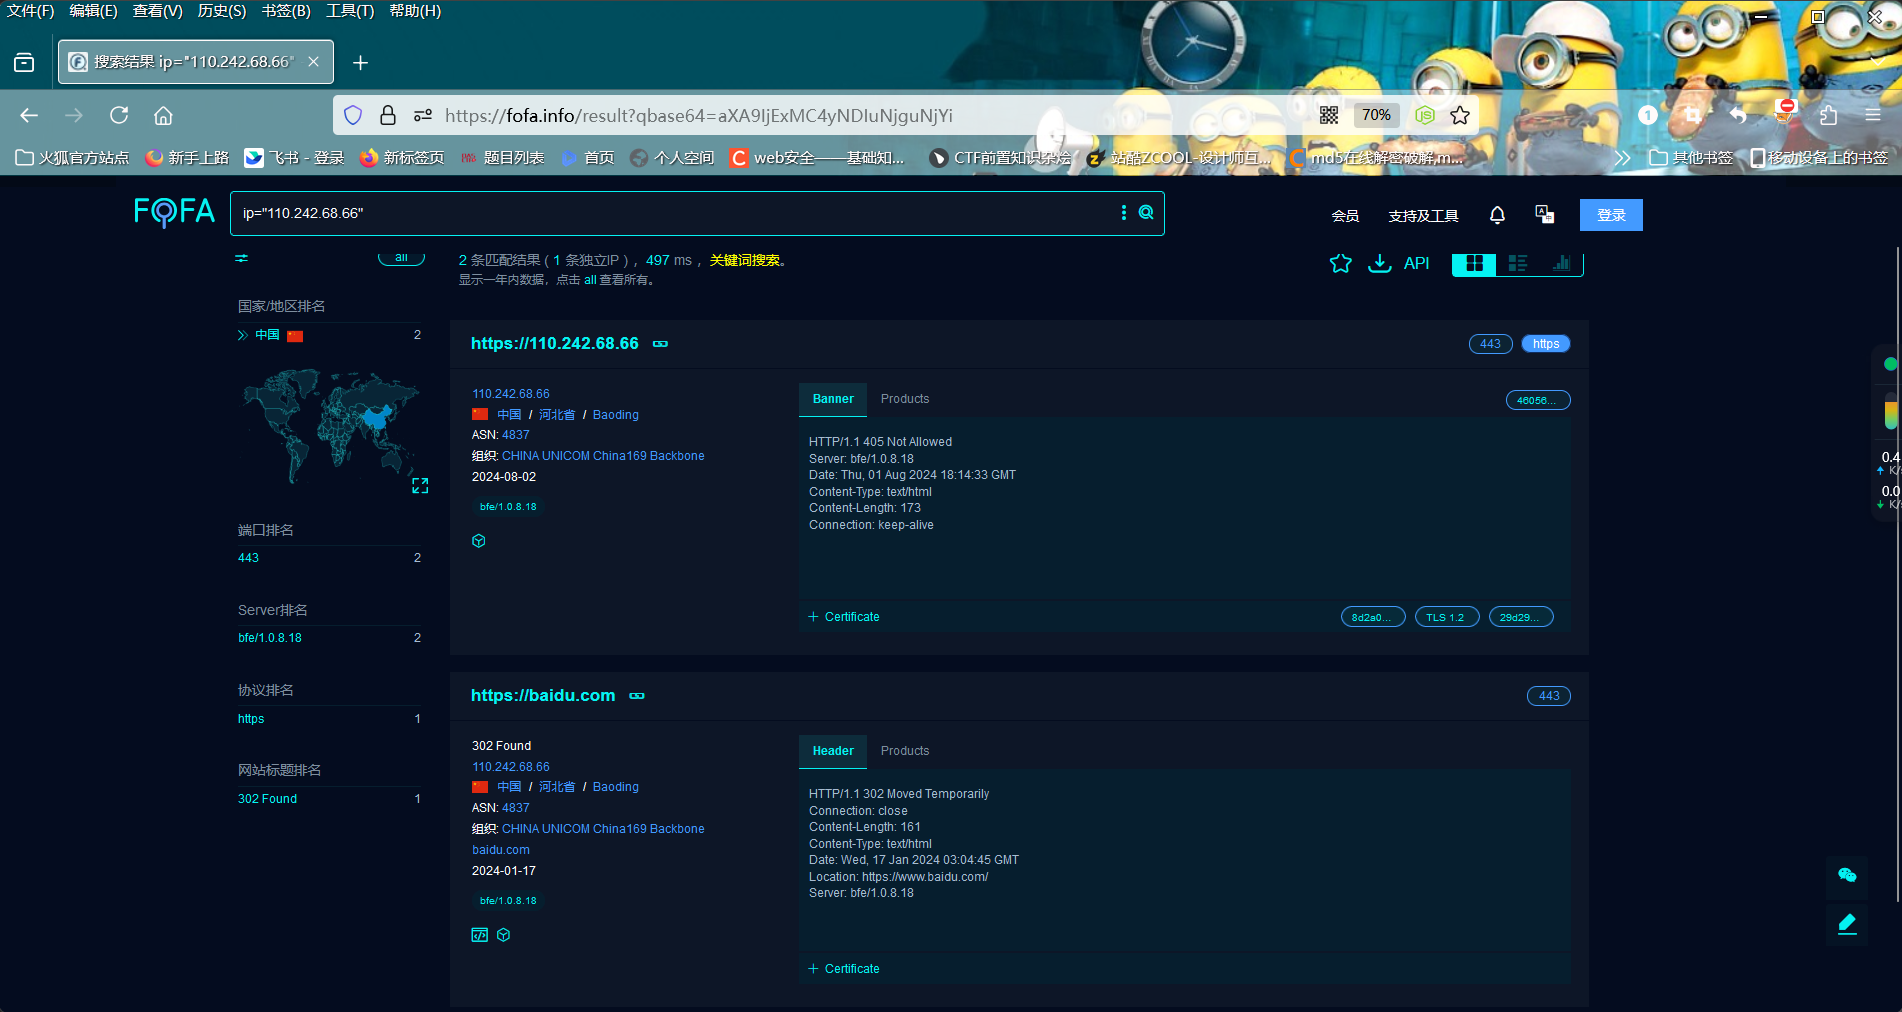 文件(F) 编辑(E) 查看(V) 历史(S) 书签(B) 工具(T) 帮助(H)
搜索结果 ip="110.242.68.66"
https://fofa.info/result?qbase64=aXA9IjExMC4yNDIuNjguNjYi
70%
1
火狐官方站点 新手上路 飞书 - 登录 新标签页 题目列表 首页 个人空间 web安全——基础知... CTF前置知识杂烩 站酷ZCOOL-设计师互... md5在线解密破解,m... 其他书签 移动设备上的书签
FOFA
ip="110.242.68.66"
会员 支持及工具 登录
all
2 条匹配结果 ( 1 条独立IP ) ， 497 ms ， 关键词搜索。
显示一年内数据，点击 all 查看所有。
API
国家/地区排名
中国 2
端口排名
443 2
Server排名
bfe/1.0.8.18 2
协议排名
https 1
网站标题排名
302 Found 1
https://110.242.68.66
443 https
110.242.68.66
中国 / 河北省 / Baoding
ASN: 4837
组织: CHINA UNICOM China169 Backbone
2024-08-02
bfe/1.0.8.18
Banner Products
46056...
HTTP/1.1 405 Not Allowed
Server: bfe/1.0.8.18
Date: Thu, 01 Aug 2024 18:14:33 GMT
Content-Type: text/html
Content-Length: 173
Connection: keep-alive
+ Certificate
8d2a0... TLS 1.2 29d29...
https://baidu.com
443
302 Found
110.242.68.66
中国 / 河北省 / Baoding
ASN: 4837
组织: CHINA UNICOM China169 Backbone
baidu.com
2024-01-17
bfe/1.0.8.18
Header Products
HTTP/1.1 302 Moved Temporarily
Connection: close
Content-Length: 161
Content-Type: text/html
Date: Wed, 17 Jan 2024 03:04:45 GMT
Location: https://www.baidu.com/
Server: bfe/1.0.8.18
+ Certificate
0.4
K/
0.0
K/